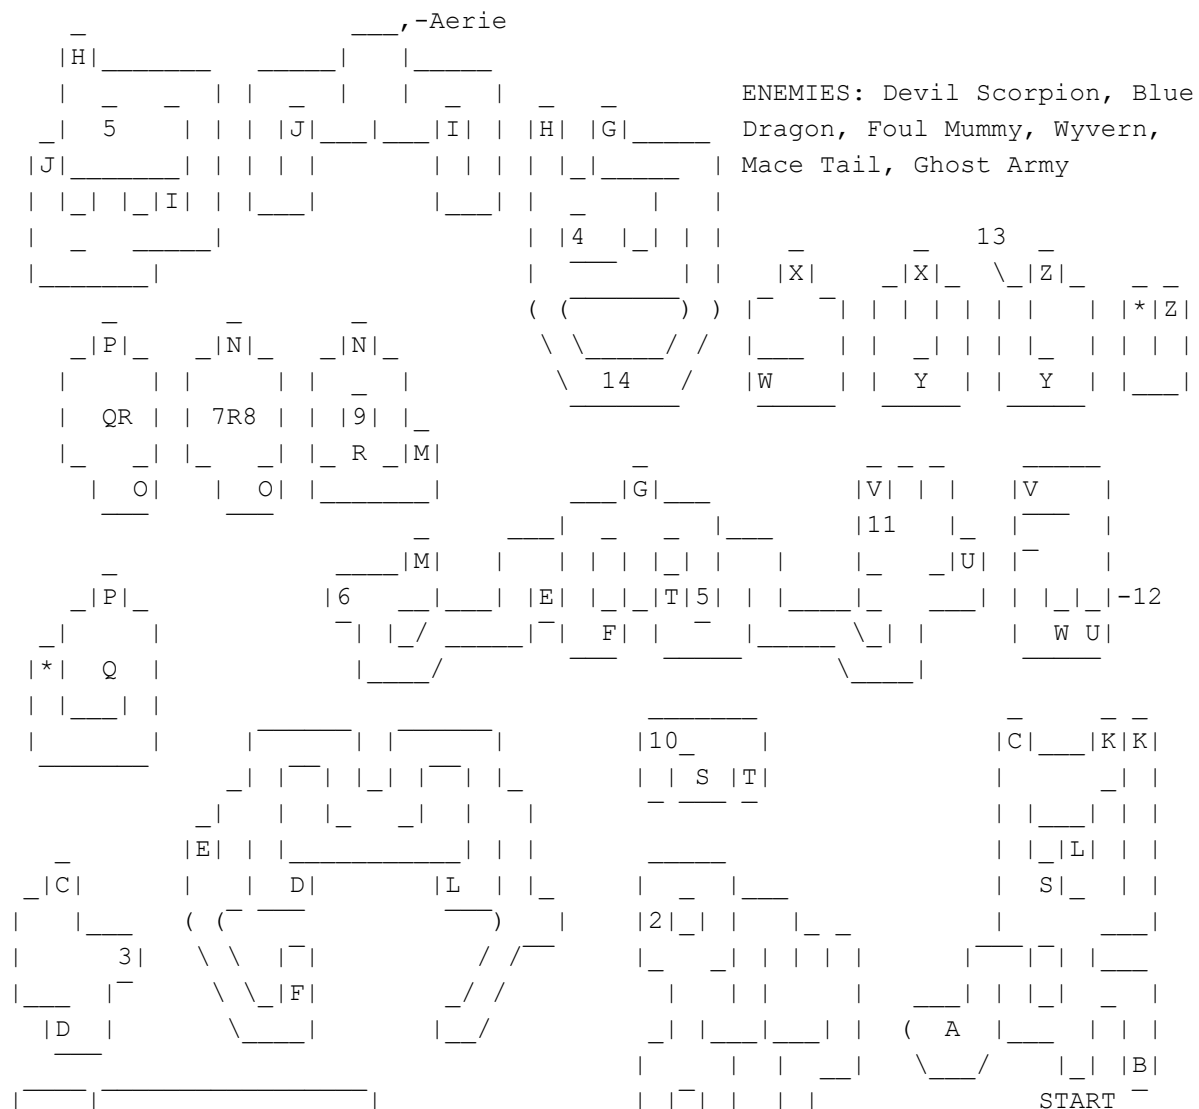 ,-Aerie
H
ENEMIES: Devil Scorpion, Blue
5 J I H G Dragon, Foul Mummy, Wyvern,
J Mace Tail, Ghost Army
I
4 13
X X Z
* Z
P N N
14 W Y Y
QR 7R8 9
R M
O O G V V
11
M U
P 6 E T 5 -12
F W U
* Q
10 C K K
S T
E L
C D L S
2
3
F
D A
B
START